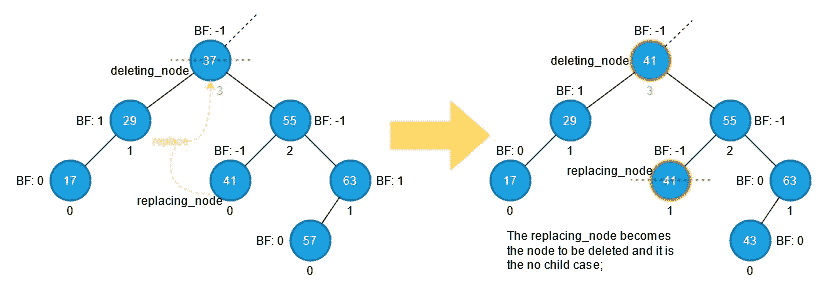 BF: -1
37
deleting_node
3
BF: 1
29
1
replace
55
BF: -1
2
BF: 0
17
0
BF: -1
41
replacing_node
0
63
BF: 1
1
BF: 0
57
0
BF: -1
deleting_node
41
3
BF: 1
29
1
55
BF: -1
2
BF: 0
17
0
BF: -1
replacing_node
41
1
BF: 0
63
1
43
BF: 0
0
The replacing_node becomes
the node to be deleted and it is
the no child case;